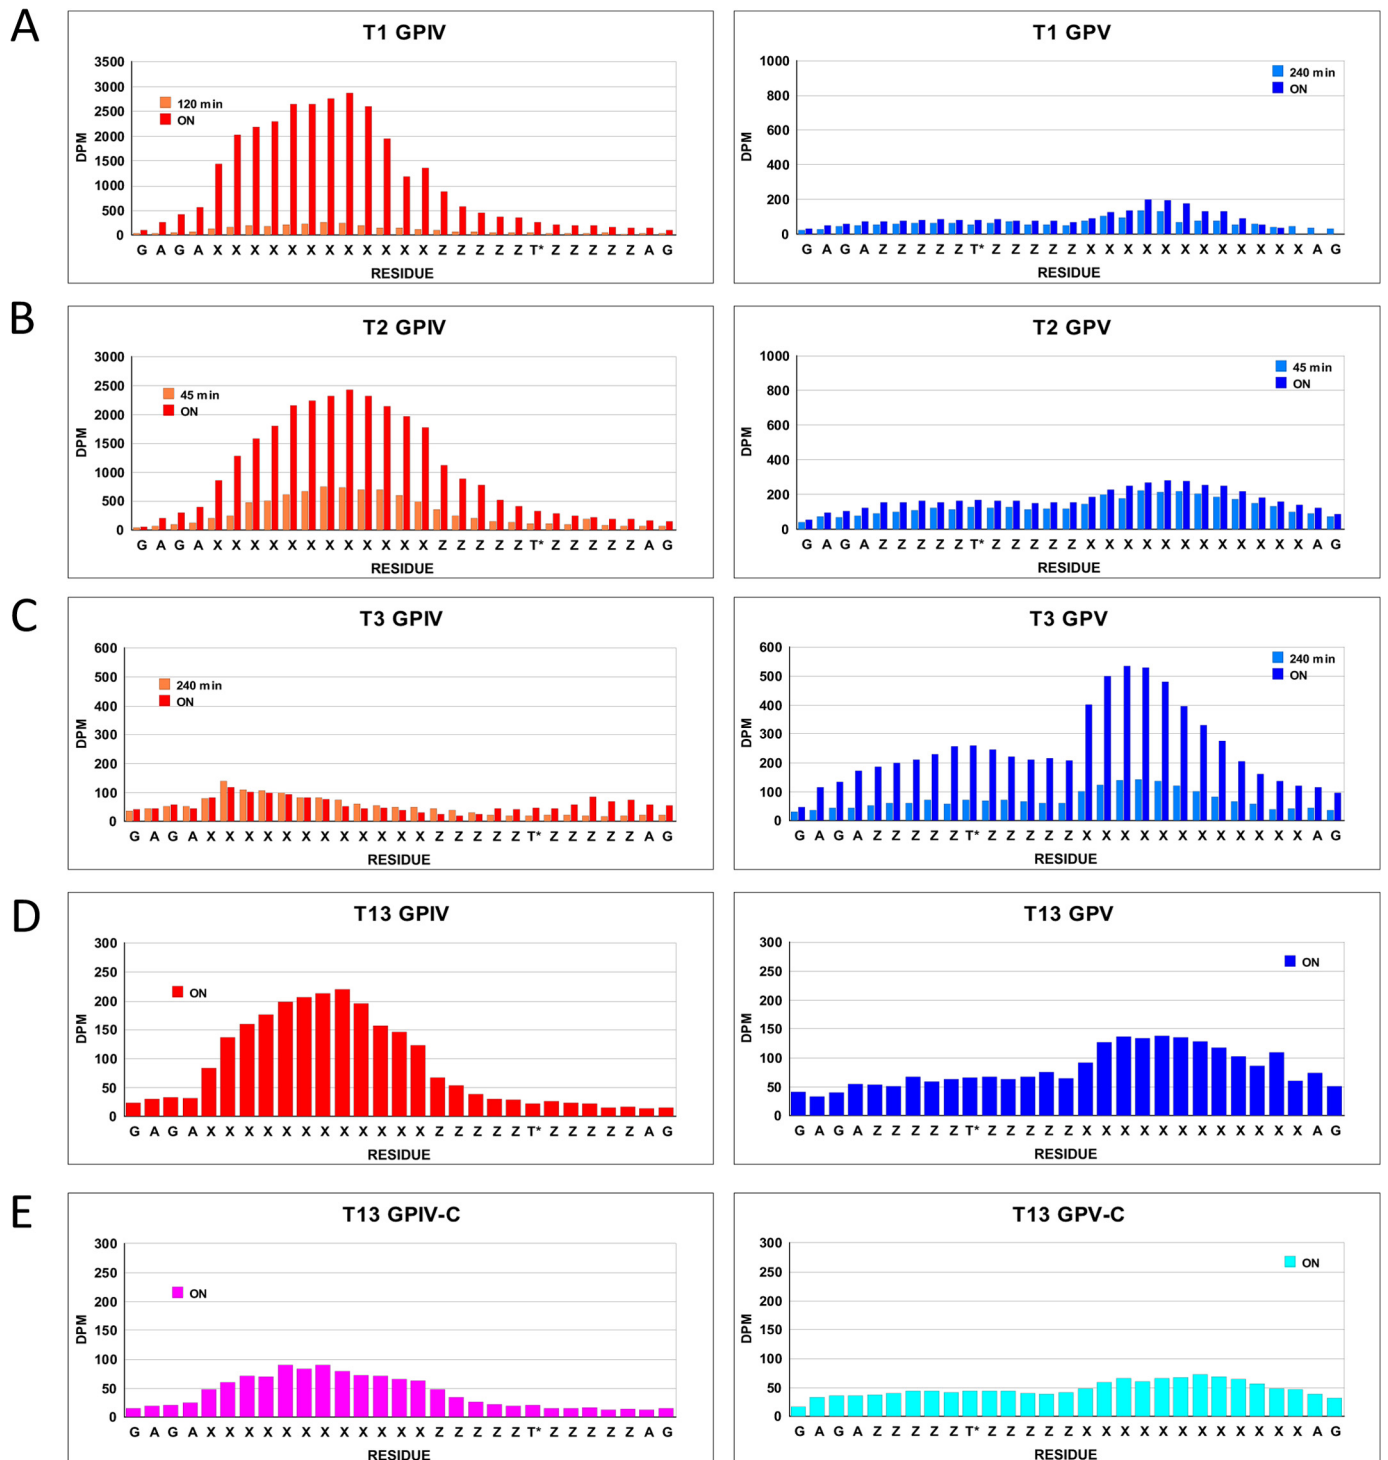 A
T1 GPIV
3500
3000
2500
2000
1500
1000
500
0
DPM
120 min
ON
G A G A X X X X X X X X X X X X Z Z Z Z Z T* Z Z Z Z Z A G
RESIDUE
T1 GPV
1000
800
600
400
200
0
DPM
240 min
ON
G A G A Z Z Z Z Z T* Z Z Z Z Z X X X X X X X X X X X X A G
RESIDUE
B
T2 GPIV
3000
2500
2000
1500
1000
500
0
DPM
45 min
ON
G A G A X X X X X X X X X X X X Z Z Z Z Z T* Z Z Z Z Z A G
RESIDUE
T2 GPV
1000
800
600
400
200
0
DPM
45 min
ON
G A G A Z Z Z Z Z T* Z Z Z Z Z X X X X X X X X X X X X A G
RESIDUE
C
T3 GPIV
600
500
400
300
200
100
0
DPM
240 min
ON
G A G A X X X X X X X X X X X X Z Z Z Z Z T* Z Z Z Z Z A G
RESIDUE
T3 GPV
600
500
400
300
200
100
0
DPM
240 min
ON
G A G A Z Z Z Z Z T* Z Z Z Z Z X X X X X X X X X X X X A G
RESIDUE
D
T13 GPIV
300
250
200
150
100
50
0
DPM
ON
G A G A X X X X X X X X X X X X Z Z Z Z Z T* Z Z Z Z Z A G
RESIDUE
T13 GPV
300
250
200
150
100
50
0
DPM
ON
G A G A Z Z Z Z Z T* Z Z Z Z Z X X X X X X X X X X X X A G
RESIDUE
E
T13 GPIV-C
300
250
200
150
100
50
0
DPM
ON
G A G A X X X X X X X X X X X X Z Z Z Z Z T* Z Z Z Z Z A G
RESIDUE
T13 GPV-C
300
250
200
150
100
50
0
DPM
ON
G A G A Z Z Z Z Z T* Z Z Z Z Z X X X X X X X X X X X X A G
RESIDUE